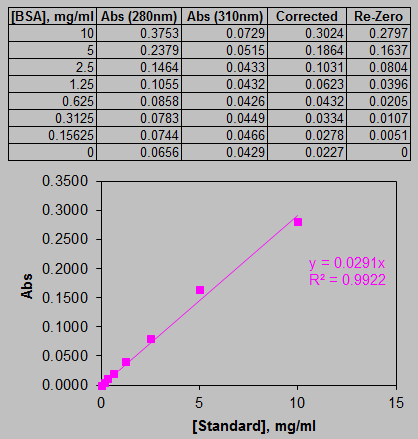 [BSA], mg/ml Abs (280nm) Abs (310nm) Corrected Re-Zero
10 0.3753 0.0729 0.3024 0.2797
5 0.2379 0.0515 0.1864 0.1637
2.5 0.1464 0.0433 0.1031 0.0804
1.25 0.1055 0.0432 0.0623 0.0396
0.625 0.0858 0.0426 0.0432 0.0205
0.3125 0.0783 0.0449 0.0334 0.0107
0.15625 0.0744 0.0466 0.0278 0.0051
0 0.0656 0.0429 0.0227 0
0.3500
0.3000
0.2500
0.2000
0.1500
0.1000
0.0500
0.0000
Abs
y = 0.0291x
R² = 0.9922
0 5 10 15
[Standard], mg/ml